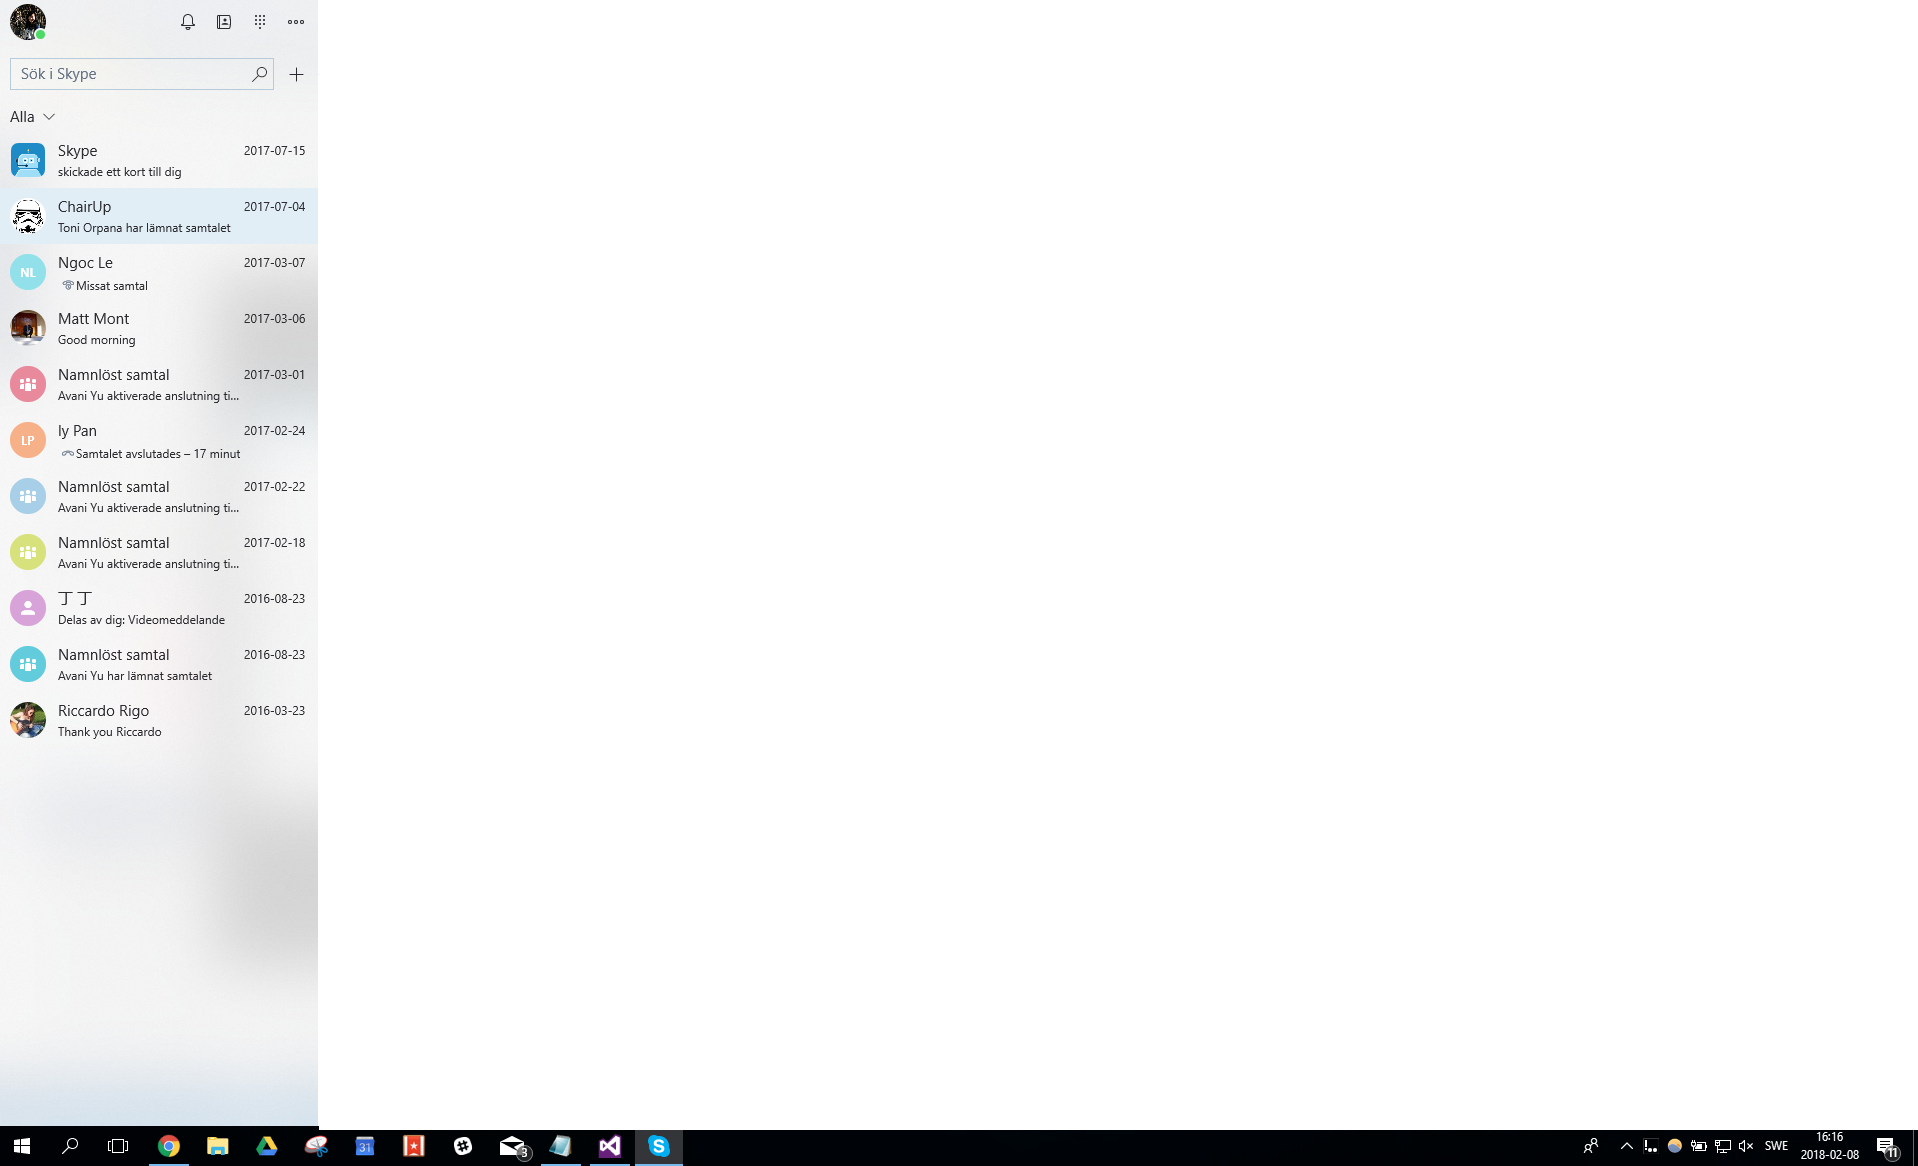 Sök i Skype
Alla
Skype 2017-07-15
skickade ett kort till dig
ChairUp 2017-07-04
Toni Orpana har lämnat samtalet
NL Ngoc Le 2017-03-07
Missat samtal
Matt Mont 2017-03-06
Good morning
Namnlöst samtal 2017-03-01
Avani Yu aktiverade anslutning ti...
LP ly Pan 2017-02-24
Samtalet avslutades – 17 minut
Namnlöst samtal 2017-02-22
Avani Yu aktiverade anslutning ti...
Namnlöst samtal 2017-02-18
Avani Yu aktiverade anslutning ti...
丁 丁 2016-08-23
Delas av dig: Videomeddelande
Namnlöst samtal 2016-08-23
Avani Yu har lämnat samtalet
Riccardo Rigo 2016-03-23
Thank you Riccardo
31
3
S
SWE
16:16
2018-02-08
11